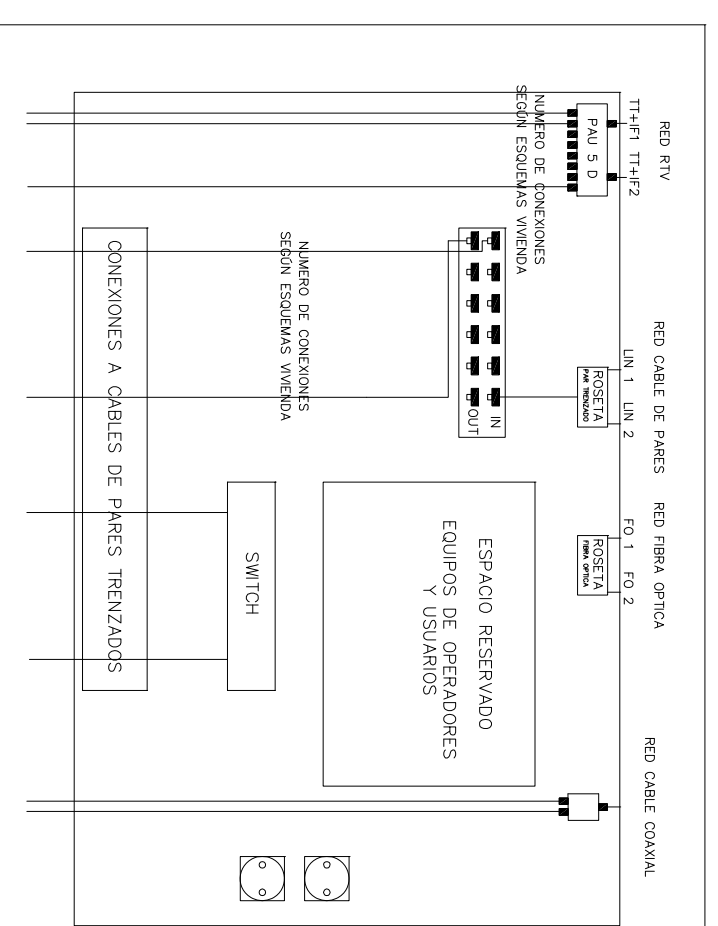 RED RTV
RED CABLE DE PARES
RED FIBRA OPTICA
RED CABLE COAXIAL
TT+IF1 TT+IF2
LIN 1 LIN 2
FO 1 FO 2
PAU 5 D
ROSETA
PAR TRENZADO
ROSETA
FIBRA OPTICA
NUMERO DE CONEXIONES
SEGÚN ESQUEMAS VIVIENDA
IN
OUT
ESPACIO RESERVADO
EQUIPOS DE OPERADORES
Y USUARIOS
NUMERO DE CONEXIONES
SEGÚN ESQUEMAS VIVIENDA
SWITCH
CONEXIONES A CABLES DE PARES TRENZADOS